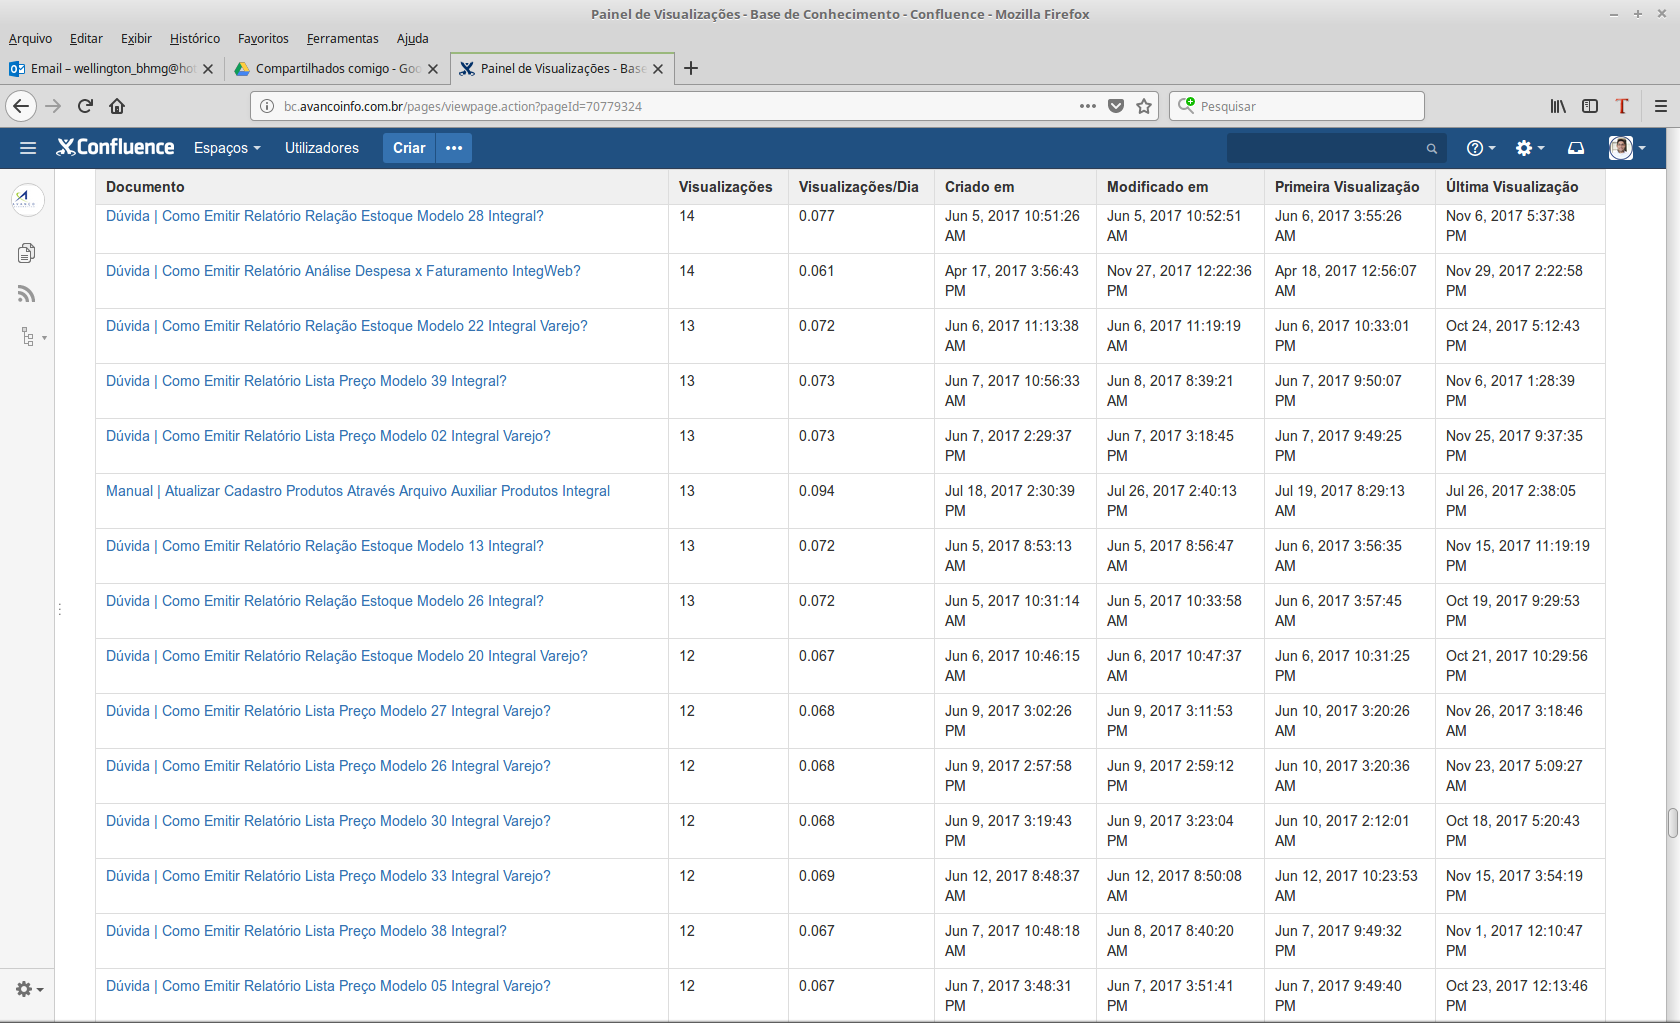 Painel de Visualizações - Base de Conhecimento - Confluence - Mozilla Firefox
Arquivo Editar Exibir Histórico Favoritos Ferramentas Ajuda
Email – wellington_bhmg@ho
Compartilhados comigo - Goo
Painel de Visualizações - Base
bc.avancoinfo.com.br/pages/viewpage.action?pageId=70779324
Pesquisar
Confluence Espaços Utilizadores Criar
Documento Visualizações Visualizações/Dia Criado em Modificado em Primeira Visualização Última Visualização
Dúvida | Como Emitir Relatório Relação Estoque Modelo 28 Integral? 14 0.077 Jun 5, 2017 10:51:26 Jun 5, 2017 10:52:51 Jun 6, 2017 3:55:26 Nov 6, 2017 5:37:38
AM AM AM PM
Dúvida | Como Emitir Relatório Análise Despesa x Faturamento IntegWeb? 14 0.061 Apr 17, 2017 3:56:43 Nov 27, 2017 12:22:36 Apr 18, 2017 12:56:07 Nov 29, 2017 2:22:58
PM PM AM PM
Dúvida | Como Emitir Relatório Relação Estoque Modelo 22 Integral Varejo? 13 0.072 Jun 6, 2017 11:13:38 Jun 6, 2017 11:19:19 Jun 6, 2017 10:33:01 Oct 24, 2017 5:12:43
AM AM PM PM
Dúvida | Como Emitir Relatório Lista Preço Modelo 39 Integral? 13 0.073 Jun 7, 2017 10:56:33 Jun 8, 2017 8:39:21 Jun 7, 2017 9:50:07 Nov 6, 2017 1:28:39
AM AM PM PM
Dúvida | Como Emitir Relatório Lista Preço Modelo 02 Integral Varejo? 13 0.073 Jun 7, 2017 2:29:37 Jun 7, 2017 3:18:45 Jun 7, 2017 9:49:25 Nov 25, 2017 9:37:35
PM PM PM PM
Manual | Atualizar Cadastro Produtos Através Arquivo Auxiliar Produtos Integral 13 0.094 Jul 18, 2017 2:30:39 Jul 26, 2017 2:40:13 Jul 19, 2017 8:29:13 Jul 26, 2017 2:38:05
PM PM AM PM
Dúvida | Como Emitir Relatório Relação Estoque Modelo 13 Integral? 13 0.072 Jun 5, 2017 8:53:13 Jun 5, 2017 8:56:47 Jun 6, 2017 3:56:35 Nov 15, 2017 11:19:19
AM AM AM PM
Dúvida | Como Emitir Relatório Relação Estoque Modelo 26 Integral? 13 0.072 Jun 5, 2017 10:31:14 Jun 5, 2017 10:33:58 Jun 6, 2017 3:57:45 Oct 19, 2017 9:29:53
AM AM AM PM
Dúvida | Como Emitir Relatório Relação Estoque Modelo 20 Integral Varejo? 12 0.067 Jun 6, 2017 10:46:15 Jun 6, 2017 10:47:37 Jun 6, 2017 10:31:25 Oct 21, 2017 10:29:56
AM AM PM PM
Dúvida | Como Emitir Relatório Lista Preço Modelo 27 Integral Varejo? 12 0.068 Jun 9, 2017 3:02:26 Jun 9, 2017 3:11:53 Jun 10, 2017 3:20:26 Nov 26, 2017 3:18:46
PM PM AM AM
Dúvida | Como Emitir Relatório Lista Preço Modelo 26 Integral Varejo? 12 0.068 Jun 9, 2017 2:57:58 Jun 9, 2017 2:59:12 Jun 10, 2017 3:20:36 Nov 23, 2017 5:09:27
PM PM AM AM
Dúvida | Como Emitir Relatório Lista Preço Modelo 30 Integral Varejo? 12 0.068 Jun 9, 2017 3:19:43 Jun 9, 2017 3:23:04 Jun 10, 2017 2:12:01 Oct 18, 2017 5:20:43
PM PM AM PM
Dúvida | Como Emitir Relatório Lista Preço Modelo 33 Integral Varejo? 12 0.069 Jun 12, 2017 8:48:37 Jun 12, 2017 8:50:08 Jun 12, 2017 10:23:53 Nov 15, 2017 3:54:19
AM AM AM PM
Dúvida | Como Emitir Relatório Lista Preço Modelo 38 Integral? 12 0.067 Jun 7, 2017 10:48:18 Jun 8, 2017 8:40:20 Jun 7, 2017 9:49:32 Nov 1, 2017 12:10:47
AM AM PM PM
Dúvida | Como Emitir Relatório Lista Preço Modelo 05 Integral Varejo? 12 0.067 Jun 7, 2017 3:48:31 Jun 7, 2017 3:51:41 Jun 7, 2017 9:49:40 Oct 23, 2017 12:13:46
PM PM PM PM